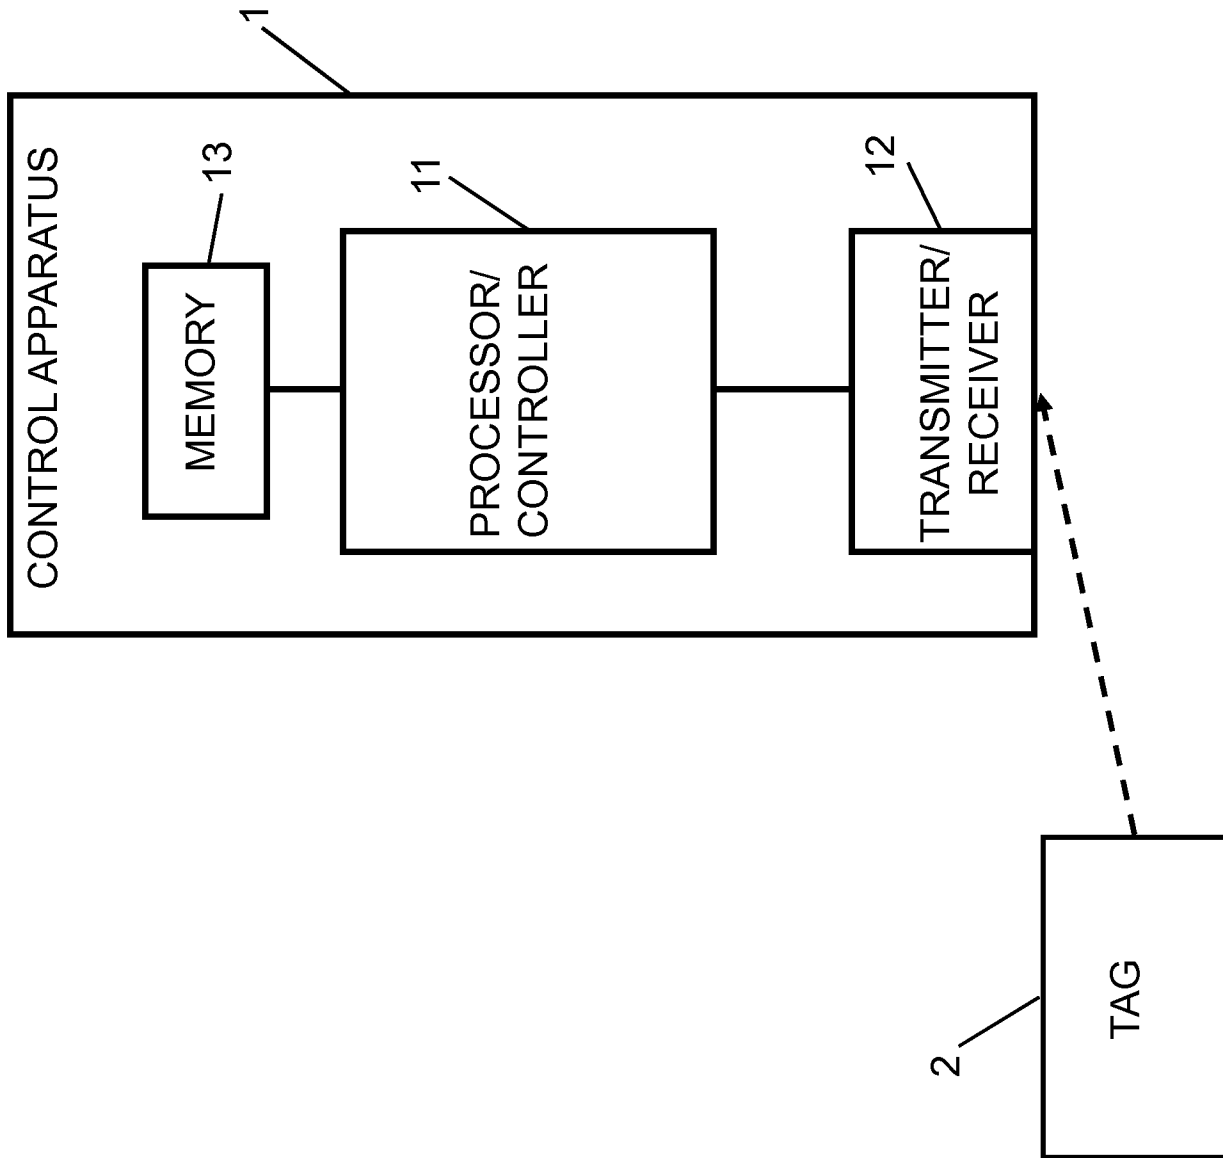 1
CONTROL APPARATUS
13
MEMORY
11
PROCESSOR/
CONTROLLER
12
TRANSMITTER/
RECEIVER
2
TAG